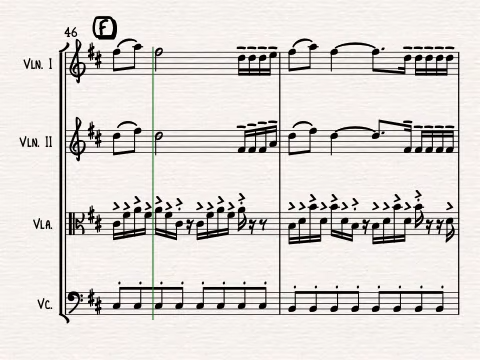 46 F
VLN. I
VLN. II
VLA.
VC.